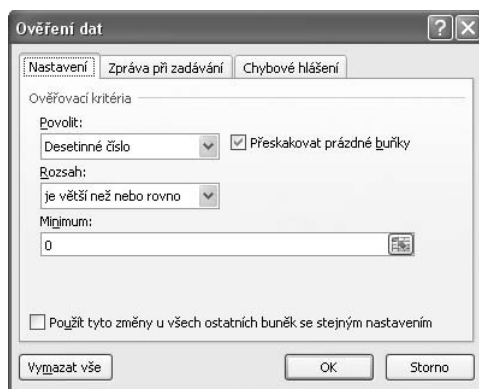 Ověření dat
Nastavení Zpráva při zadávání Chybové hlášení
Ověřovací kritéria
Povolit:
Desetinné číslo Přeskakovat prázdné buňky
Rozsah:
je větší než nebo rovno
Minimum:
0
Použít tyto změny u všech ostatních buněk se stejným nastavením
Vymazat vše OK Storno